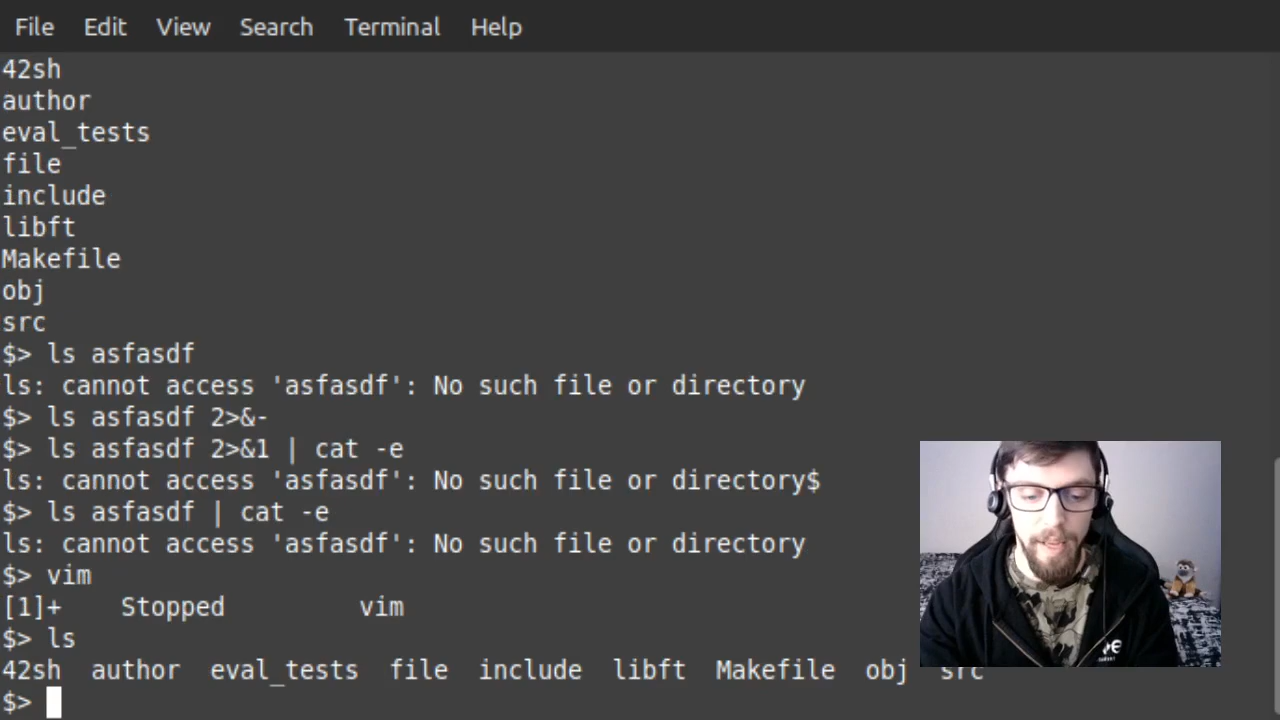 File Edit View Search Terminal Help
42sh
author
eval_tests
file
include
libft
Makefile
obj
src
$> ls asfasdf
ls: cannot access 'asfasdf': No such file or directory
$> ls asfasdf 2>&-
$> ls asfasdf 2>&1 | cat -e
ls: cannot access 'asfasdf': No such file or directory$
$> ls asfasdf | cat -e
ls: cannot access 'asfasdf': No such file or directory
$> vim
[1]+    Stopped         vim
$> ls
42sh  author  eval_tests  file  include  libft  Makefile  obj  src
$>